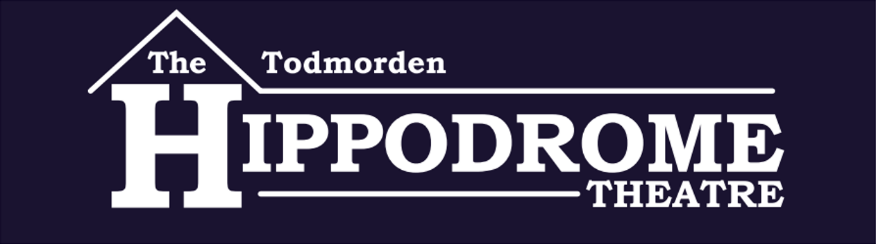 The Todmorden
HIPPODROME
THEATRE